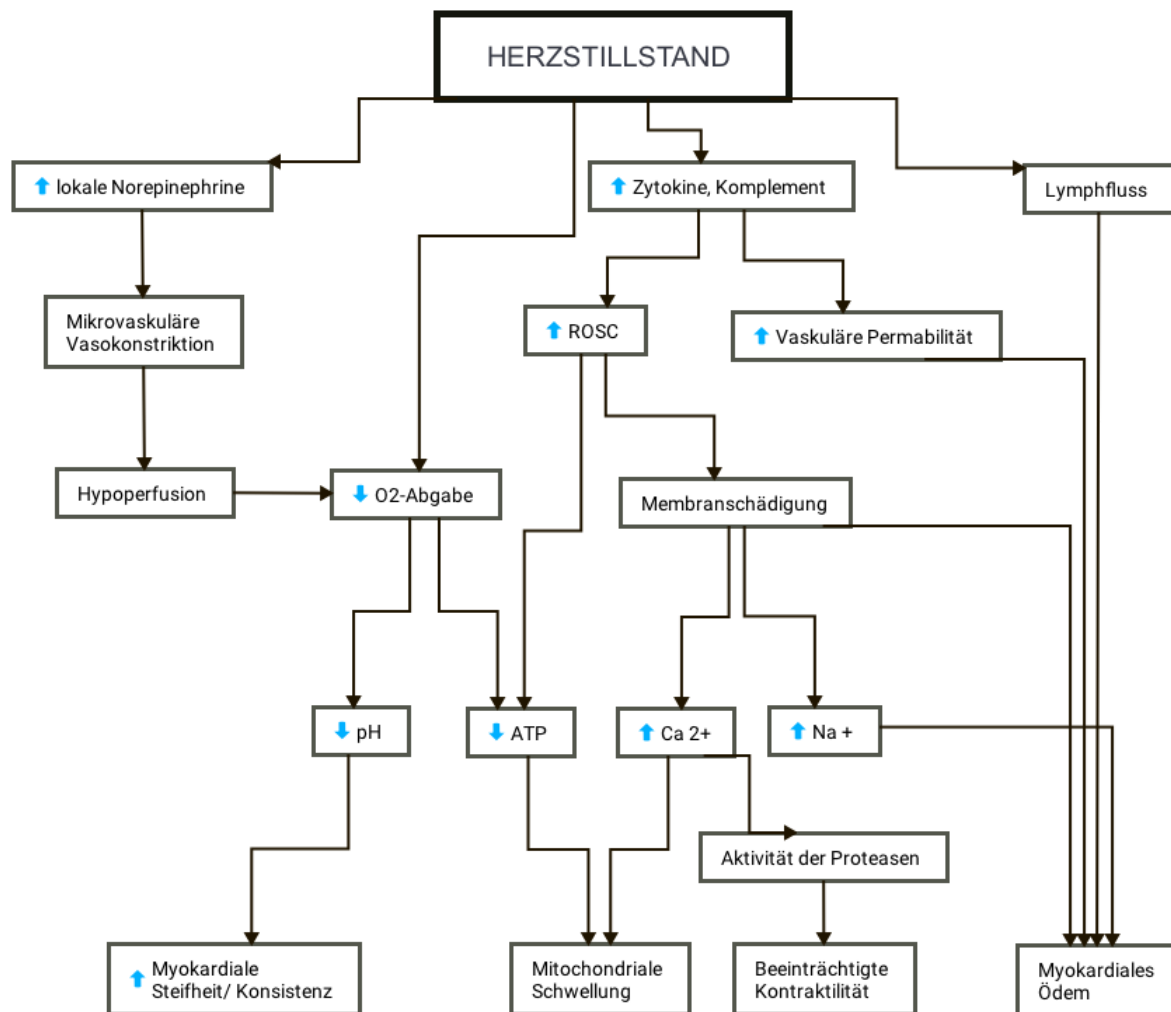 HERZSTILLSTAND
lokale Norepinephrine
Zytokine, Komplement
Lymphfluss
Mikrovaskuläre
Vasokonstriktion
ROSC
Vaskuläre Permabilität
Hypoperfusion
O2-Abgabe
Membranschädigung
pH
ATP
Ca 2+
Na +
Aktivität der Proteasen
Myokardiale
Steifheit/ Konsistenz
Mitochondriale
Schwellung
Beeinträchtigte
Kontraktilität
Myokardiales
Ödem